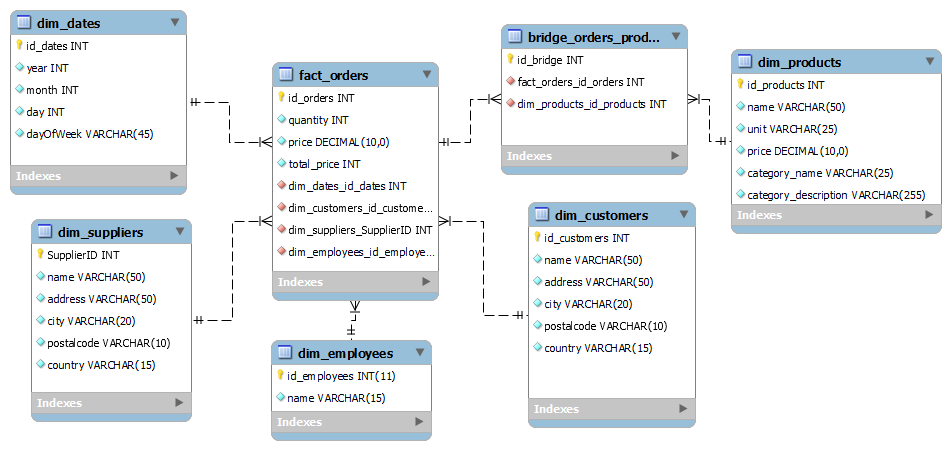 dim_dates
id_dates INT
year INT
month INT
day INT
dayOfWeek VARCHAR(45)
Indexes
fact_orders
id_orders INT
quantity INT
price DECIMAL(10,0)
total_price INT
dim_dates_id_dates INT
dim_customers_id_custome...
dim_suppliers_SupplierID INT
dim_employees_id_employe...
Indexes
bridge_orders_prod...
id_bridge INT
fact_orders_id_orders INT
dim_products_id_products INT
Indexes
dim_products
id_products INT
name VARCHAR(50)
unit VARCHAR(25)
price DECIMAL(10,0)
category_name VARCHAR(25)
category_description VARCHAR(255)
Indexes
dim_suppliers
SupplierID INT
name VARCHAR(50)
address VARCHAR(50)
city VARCHAR(20)
postalcode VARCHAR(10)
country VARCHAR(15)
Indexes
dim_employees
id_employees INT(11)
name VARCHAR(15)
Indexes
dim_customers
id_customers INT
name VARCHAR(50)
address VARCHAR(50)
city VARCHAR(20)
postalcode VARCHAR(10)
country VARCHAR(15)
Indexes